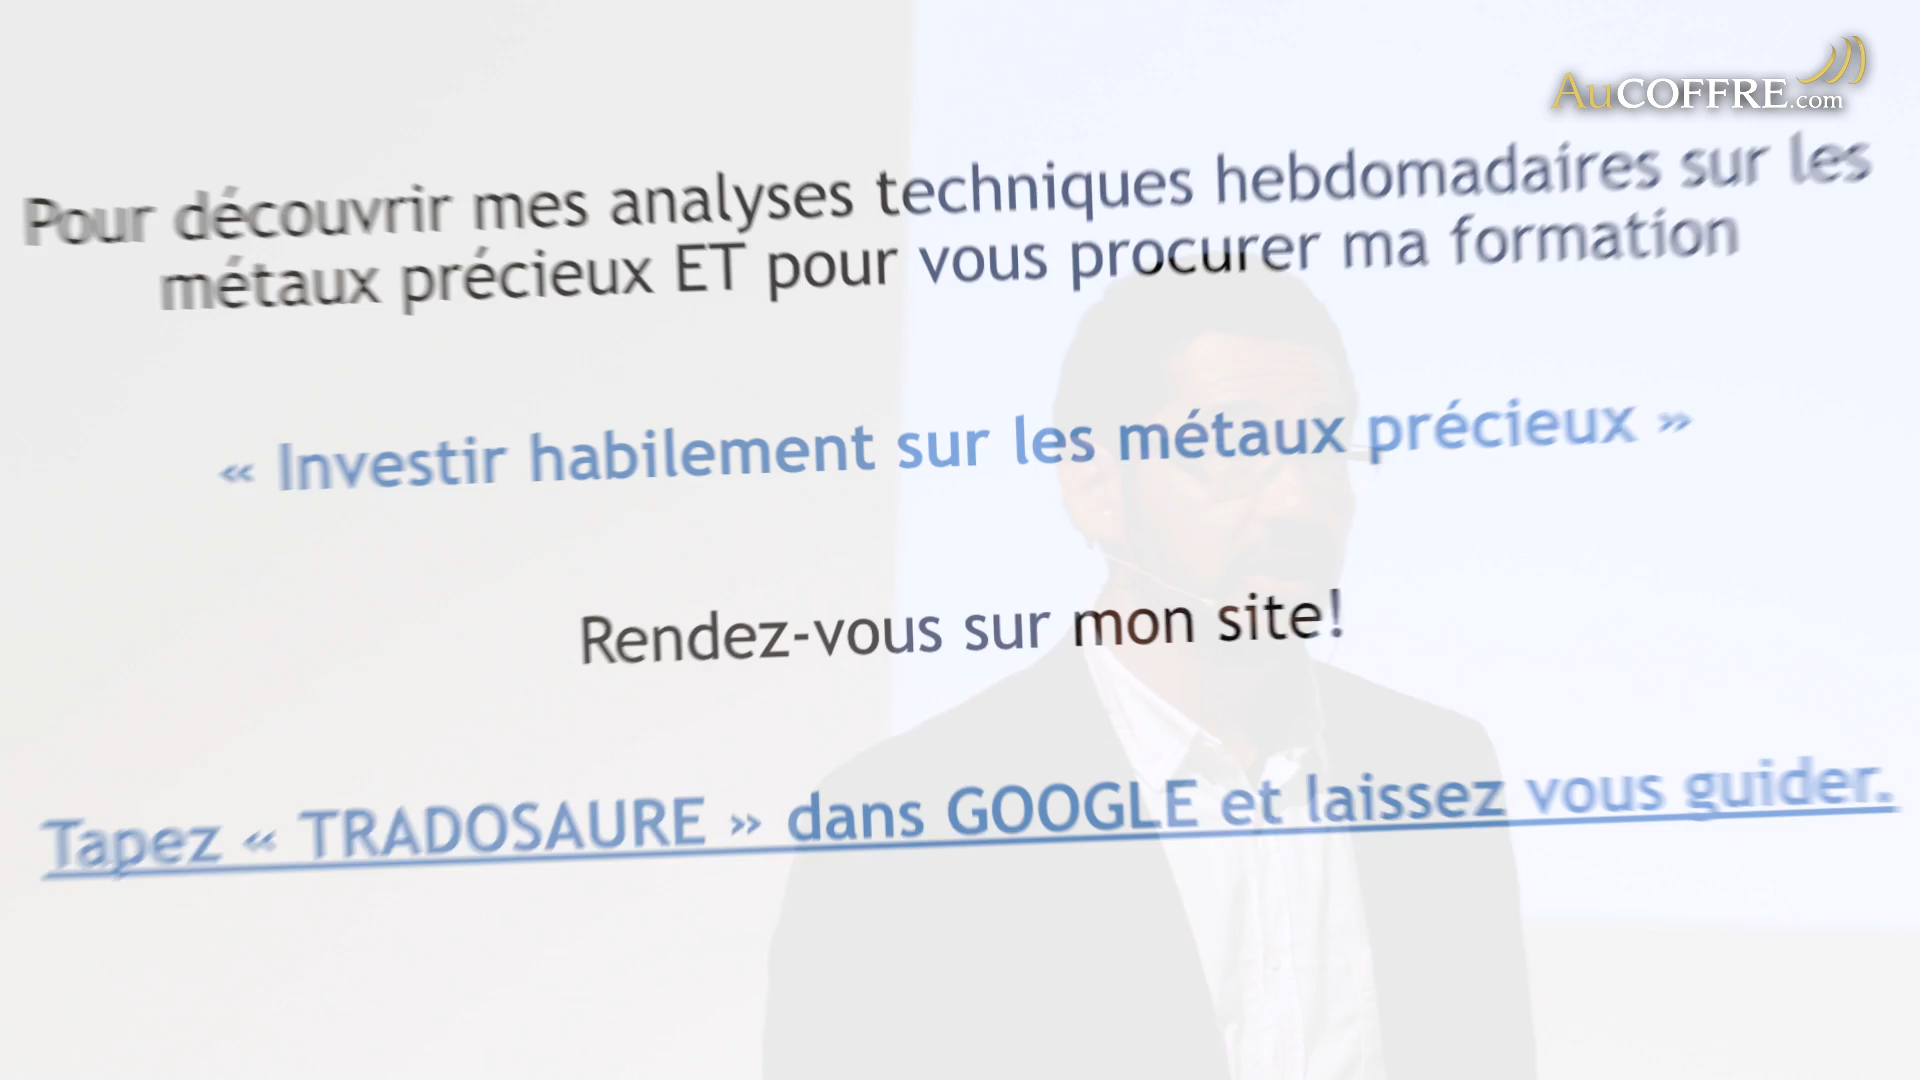 AuCOFFRE.com
Pour découvrir mes analyses techniques hebdomadaires sur les
métaux précieux ET pour vous procurer ma formation
« Investir habilement sur les métaux précieux »
Rendez-vous sur mon site!
Tapez « TRADOSAURE » dans GOOGLE et laissez vous guider.